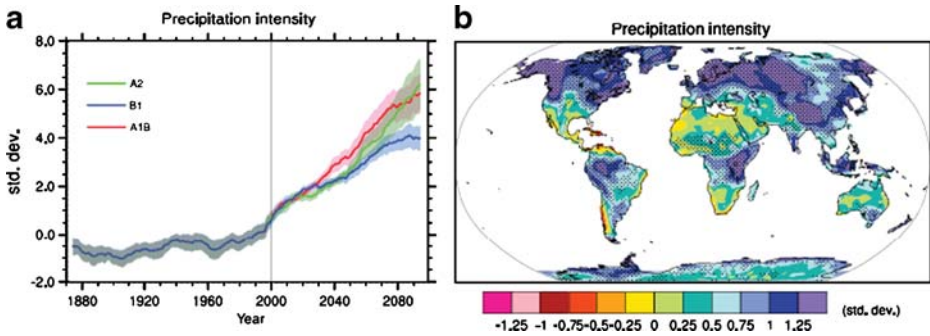 a
Precipitation intensity
8.0
6.0
4.0
2.0
0.0
-2.0
std. dev.
A2
B1
A1B
1880 1920 1960 2000 2040 2080
Year
b
Precipitation intensity
-1.25 -1 -0.75 -0.5 -0.25 0 0.25 0.5 0.75 1 1.25
(std. dev.)